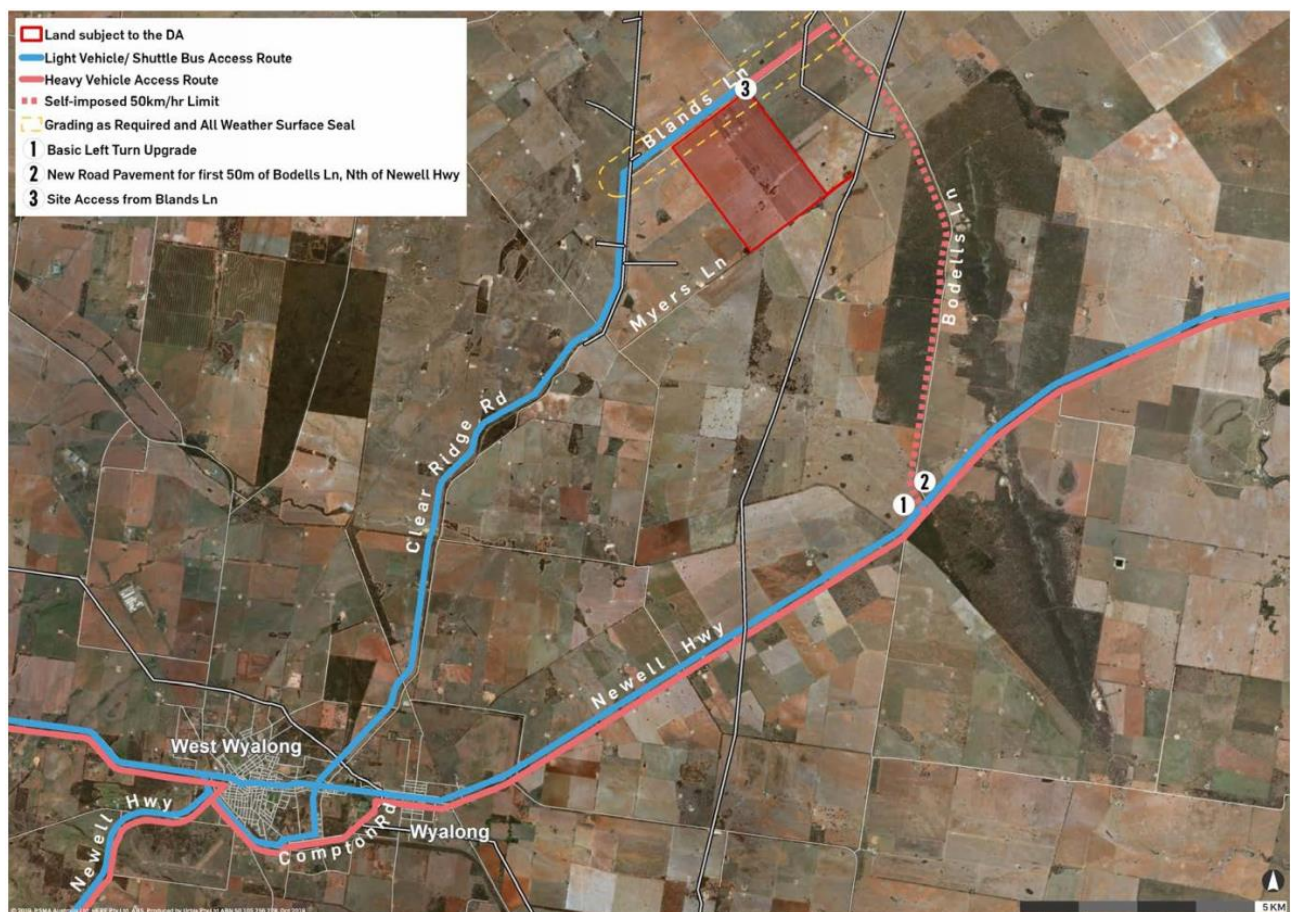 Land subject to the DA
Light Vehicle/ Shuttle Bus Access Route
Heavy Vehicle Access Route
Self-imposed 50km/hr Limit
Grading as Required and All Weather Surface Seal
1 Basic Left Turn Upgrade
2 New Road Pavement for first 50m of Bodells Ln, Nth of Newell Hwy
3 Site Access from Blands Ln
Blands Ln
3
Myers Ln
Bodells Ln
Clear Ridge Rd
2
1
Newell Hwy
West Wyalong
Newell Hwy
Compton Rd
Wyalong
5 KM